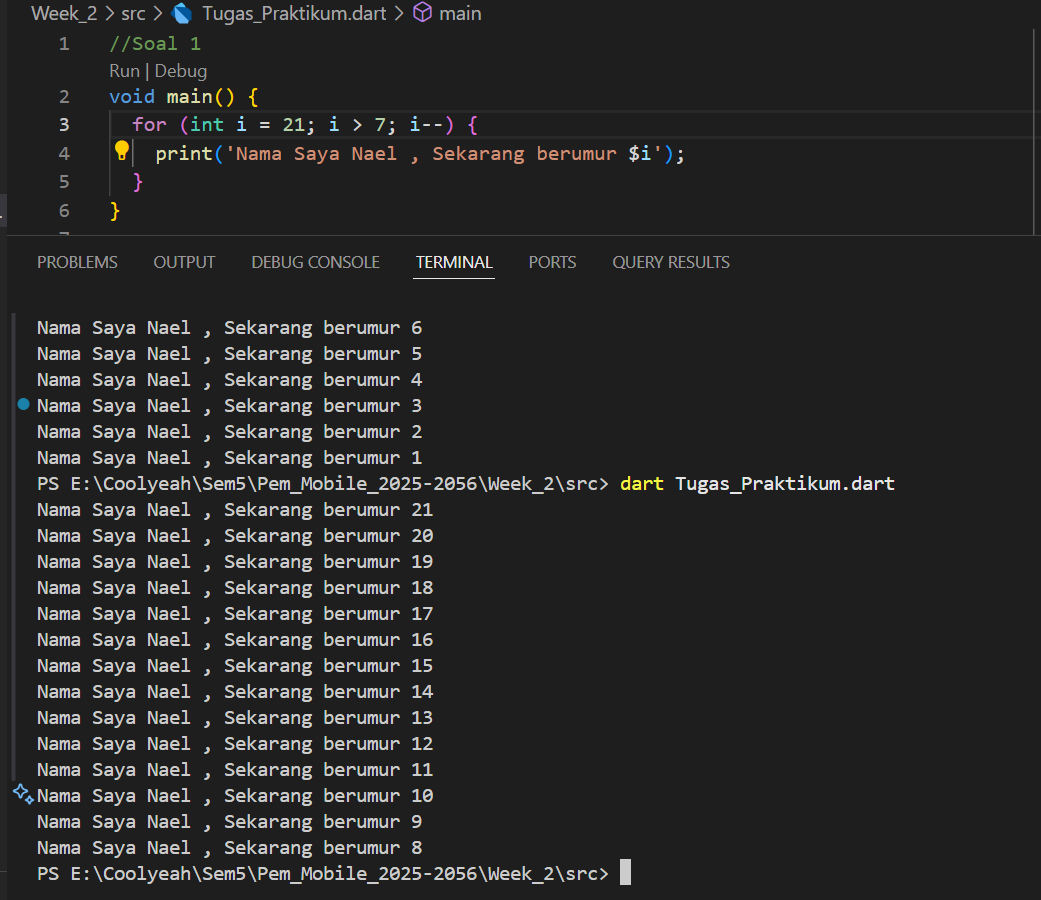 Week_2 > src > Tugas_Praktikum.dart > main
1 //Soal 1
Run | Debug
2 void main() {
3 for (int i = 21; i > 7; i--) {
4 print('Nama Saya Nael , Sekarang berumur $i');
5 }
6 }
PROBLEMS OUTPUT DEBUG CONSOLE TERMINAL PORTS QUERY RESULTS
Nama Saya Nael , Sekarang berumur 6
Nama Saya Nael , Sekarang berumur 5
Nama Saya Nael , Sekarang berumur 4
Nama Saya Nael , Sekarang berumur 3
Nama Saya Nael , Sekarang berumur 2
Nama Saya Nael , Sekarang berumur 1
PS E:\Coolyeah\Sem5\Pem_Mobile_2025-2056\Week_2\src> dart Tugas_Praktikum.dart
Nama Saya Nael , Sekarang berumur 21
Nama Saya Nael , Sekarang berumur 20
Nama Saya Nael , Sekarang berumur 19
Nama Saya Nael , Sekarang berumur 18
Nama Saya Nael , Sekarang berumur 17
Nama Saya Nael , Sekarang berumur 16
Nama Saya Nael , Sekarang berumur 15
Nama Saya Nael , Sekarang berumur 14
Nama Saya Nael , Sekarang berumur 13
Nama Saya Nael , Sekarang berumur 12
Nama Saya Nael , Sekarang berumur 11
Nama Saya Nael , Sekarang berumur 10
Nama Saya Nael , Sekarang berumur 9
Nama Saya Nael , Sekarang berumur 8
PS E:\Coolyeah\Sem5\Pem_Mobile_2025-2056\Week_2\src>